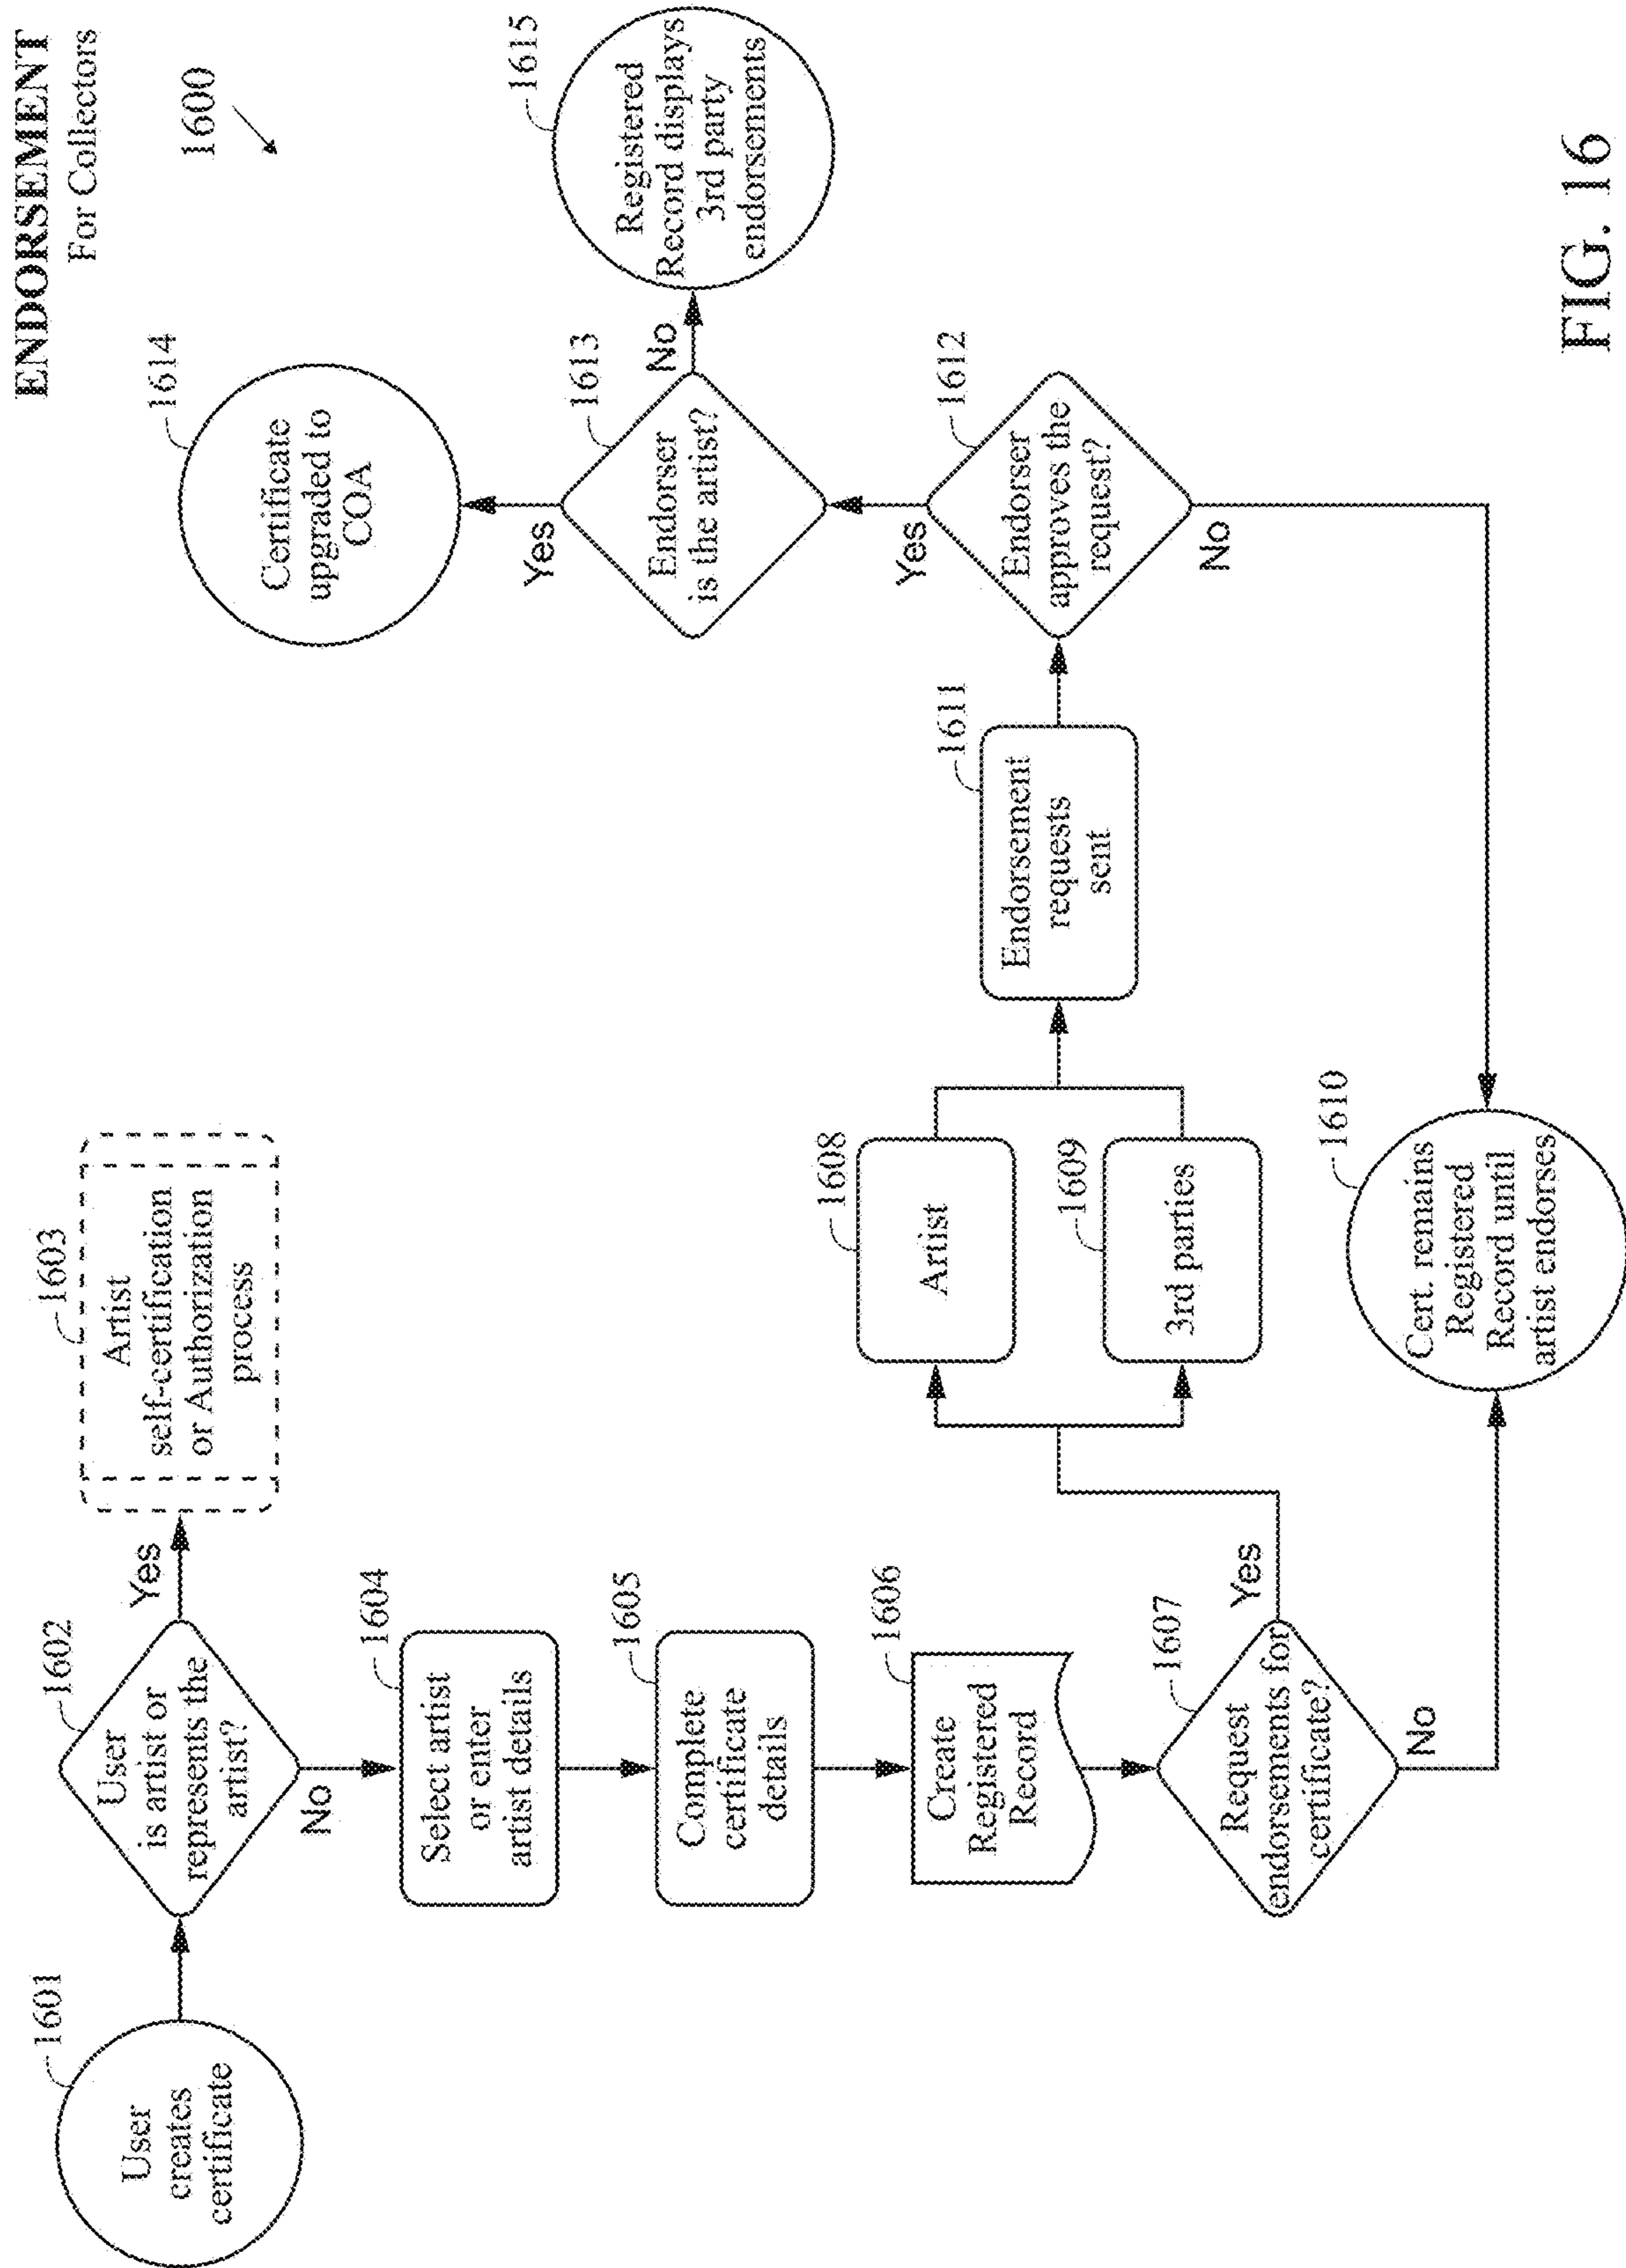 ENDORSEMENT
For Collectors
1600
1601
User
creates
certificate
1602
User
is artist or
represents the
artist?
Yes
No
1603
Artist
self-certification
or Authorization
process
1604
Select artist
or enter
artist details
1605
Complete
certificate
details
1606
Create
Registered
Record
1607
Request
endorsements for
certificate?
Yes
No
1608
Artist
1609
3rd parties
1610
Cert. remains
Registered
Record until
artist endorses
1611
Endorsement
requests
sent
1612
Endorser
approves the
request?
Yes
No
1613
Endorser
is the artist?
Yes
No
1614
Certificate
upgraded to
COA
1615
Registered
Record displays
3rd party
endorsements
FIG. 16